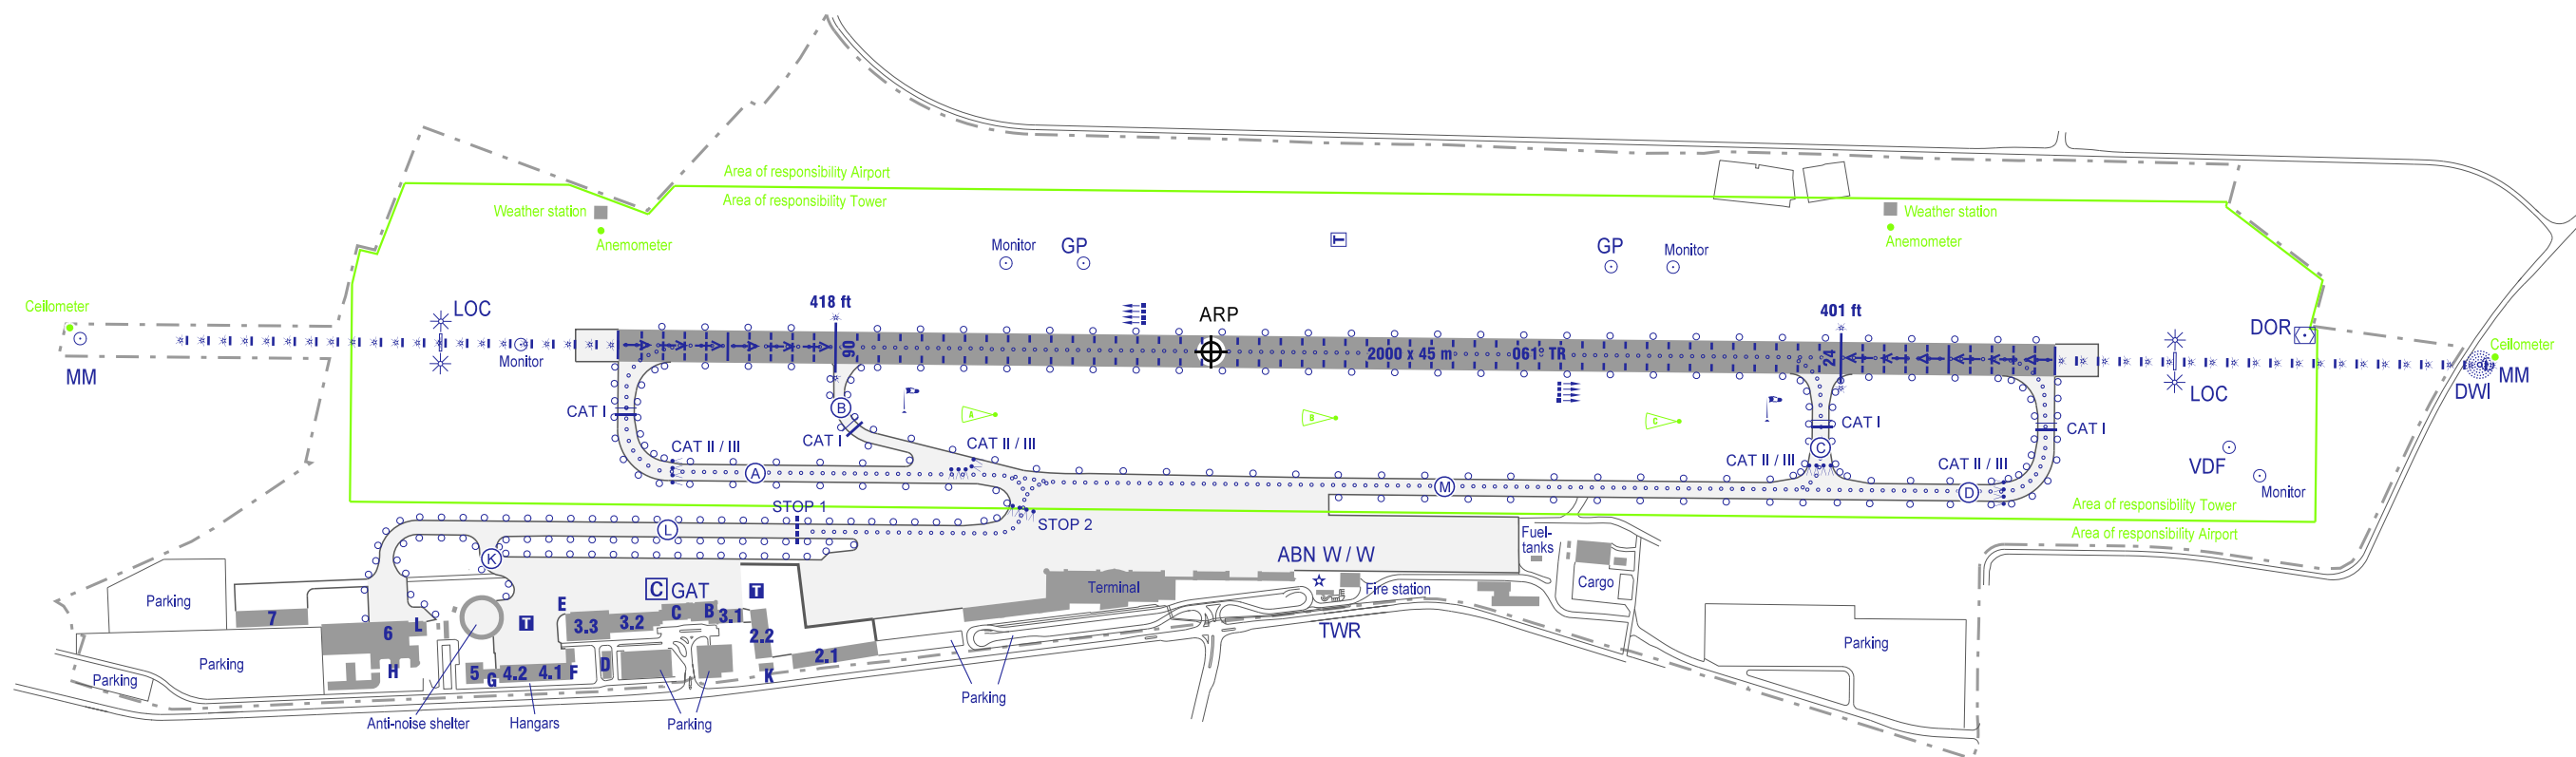 Area of responsibility Airport
Area of responsibility Tower
Weather station
Anemometer
Weather station
Anemometer
Monitor
GP
GP
Monitor
Ceilometer
MM
LOC
Monitor
418 ft
06
ARP
2000 x 45 m
061° TR
401 ft
24
DOR
Ceilometer
MM
DWI
LOC
VDF
Monitor
CAT I
CAT II / III
A
B
CAT I
CAT II / III
A
B
C
CAT I
C
CAT II / III
CAT I
CAT II / III
D
M
STOP 1
STOP 2
L
K
Area of responsibility Tower
Area of responsibility Airport
ABN W / W
Fuel-
tanks
Cargo
Fire station
TWR
Terminal
C GAT
T
T
E
3.3
3.2
C
B
3.1
2.2
2.1
K
D
Parking
7
6
L
H
5
G
4.2
4.1
F
Parking
Parking
Anti-noise shelter
Hangars
Parking
Parking
Parking